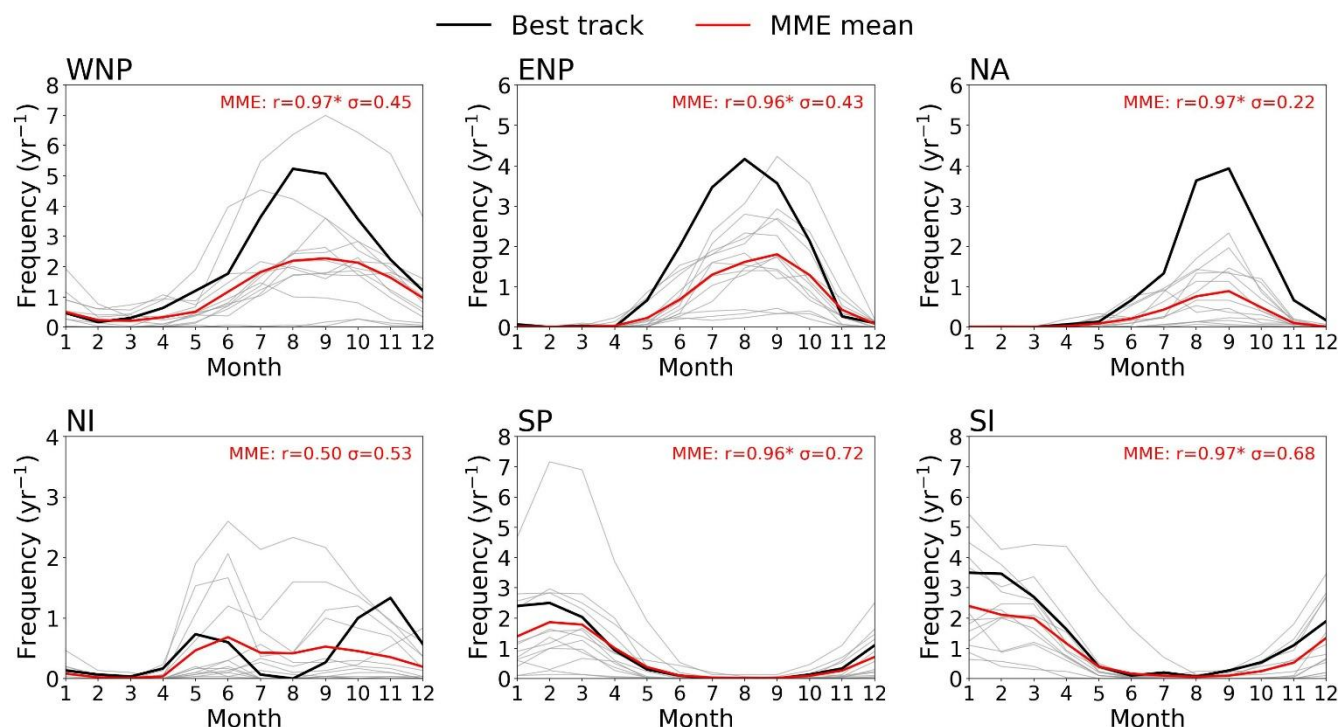 Best track MME mean
WNP
MME: r=0.97* σ=0.45
Frequency (yr⁻¹)
8
7
6
5
4
3
2
1
0
1 2 3 4 5 6 7 8 9 10 11 12
Month
ENP
MME: r=0.96* σ=0.43
Frequency (yr⁻¹)
6
5
4
3
2
1
0
1 2 3 4 5 6 7 8 9 10 11 12
Month
NA
MME: r=0.97* σ=0.22
Frequency (yr⁻¹)
6
5
4
3
2
1
0
1 2 3 4 5 6 7 8 9 10 11 12
Month
NI
MME: r=0.50 σ=0.53
Frequency (yr⁻¹)
4
3
2
1
0
1 2 3 4 5 6 7 8 9 10 11 12
Month
SP
MME: r=0.96* σ=0.72
Frequency (yr⁻¹)
8
7
6
5
4
3
2
1
0
1 2 3 4 5 6 7 8 9 10 11 12
Month
SI
MME: r=0.97* σ=0.68
Frequency (yr⁻¹)
8
7
6
5
4
3
2
1
0
1 2 3 4 5 6 7 8 9 10 11 12
Month